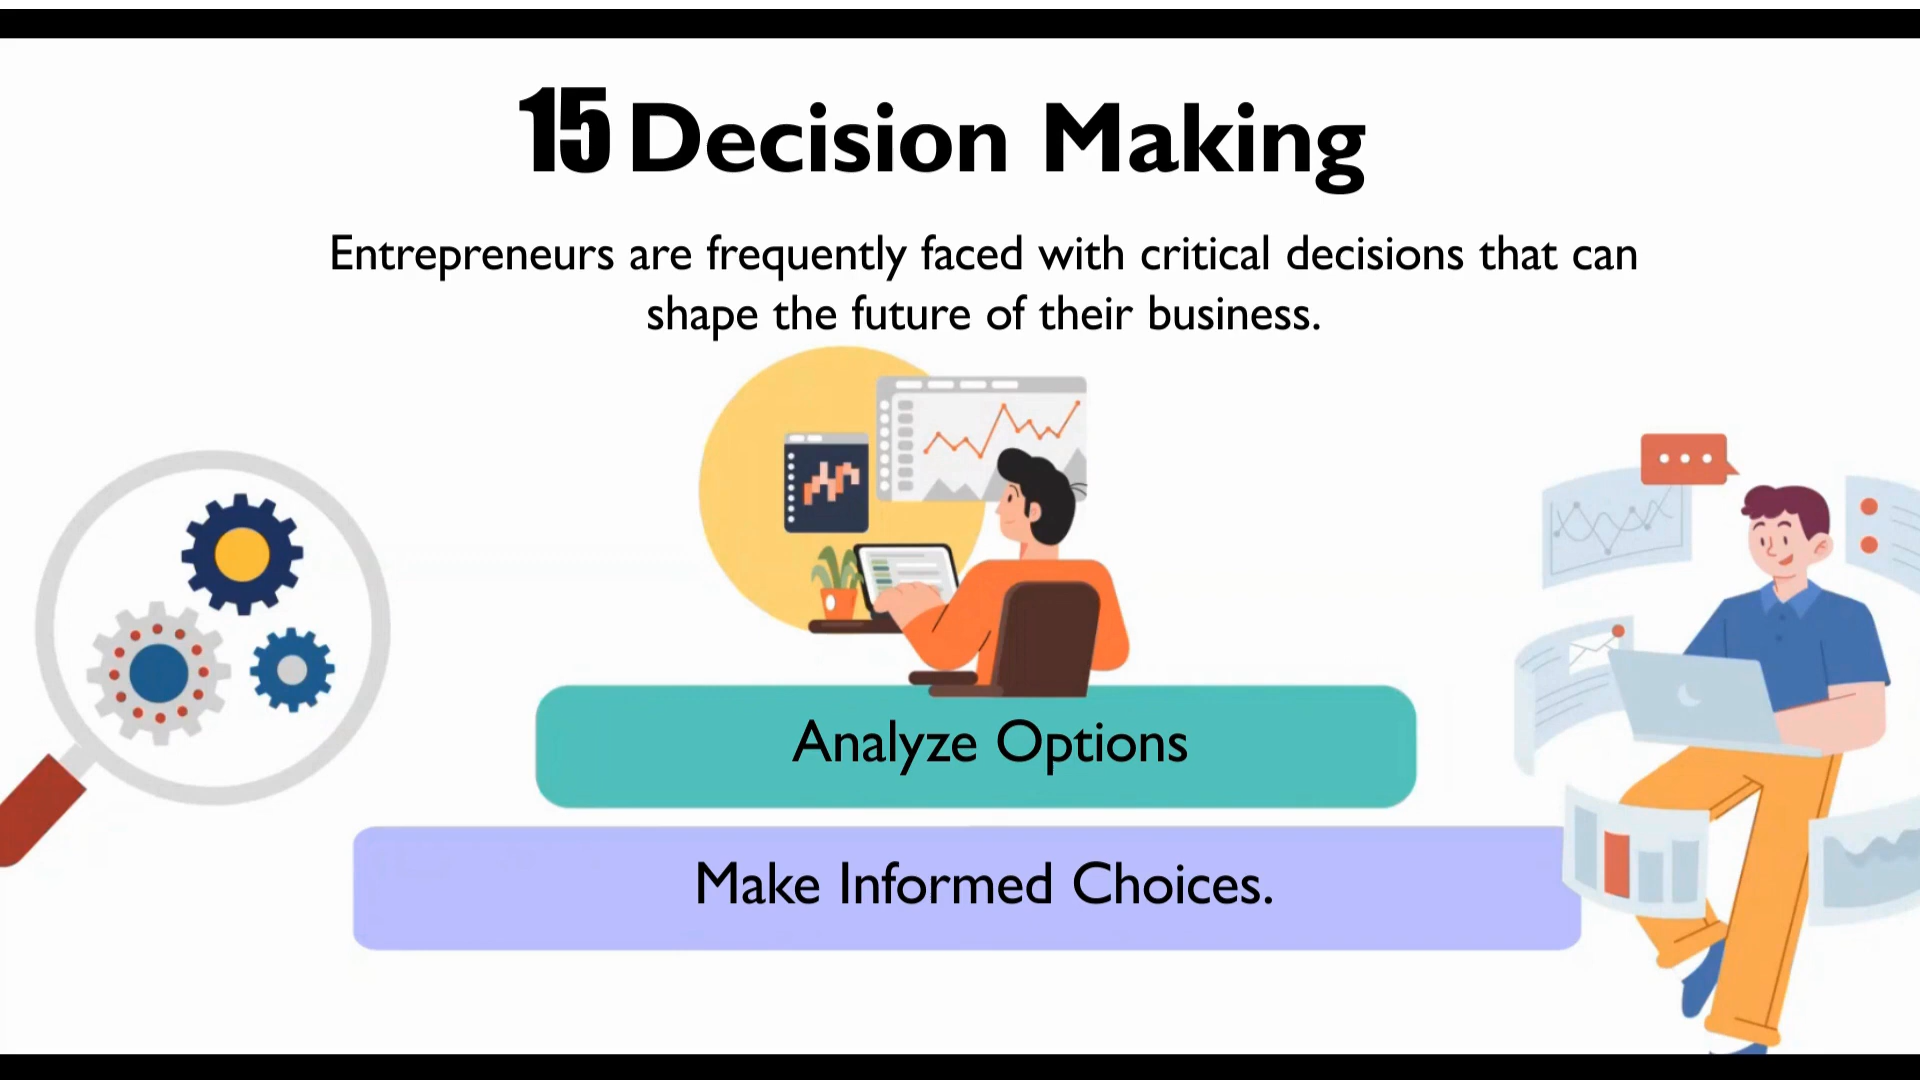 15 Decision Making
Entrepreneurs are frequently faced with critical decisions that can
shape the future of their business.
Analyze Options
Make Informed Choices.